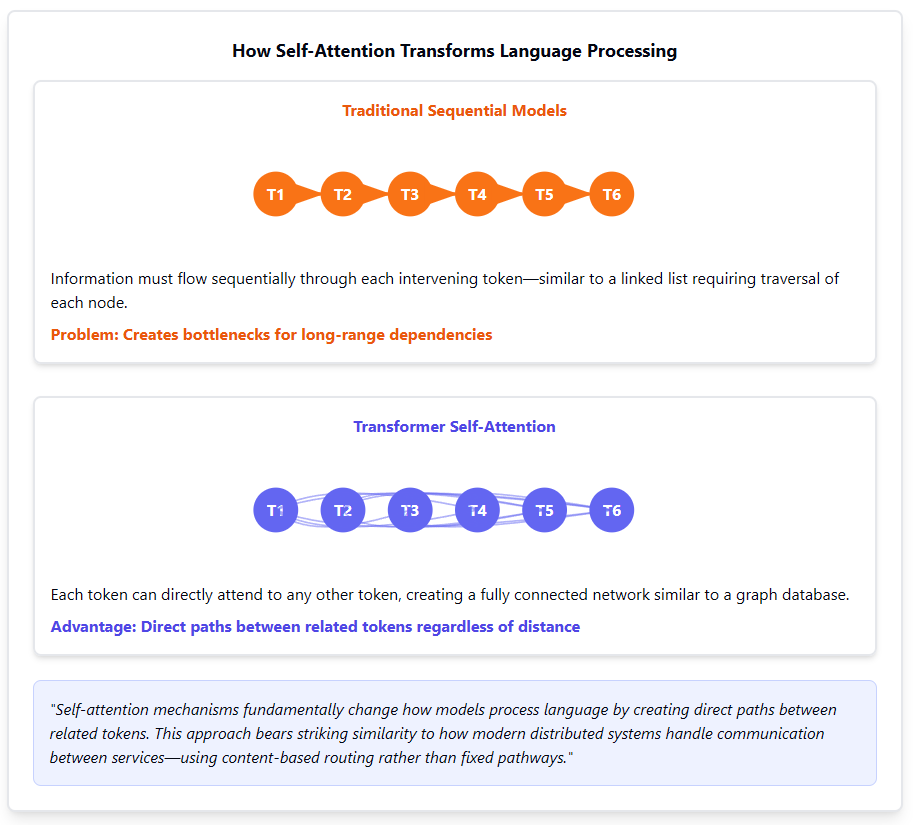 How Self-Attention Transforms Language Processing
Traditional Sequential Models
T1 T2 T3 T4 T5 T6
Information must flow sequentially through each intervening token—similar to a linked list requiring traversal of
each node.
Problem: Creates bottlenecks for long-range dependencies
Transformer Self-Attention
T1 T2 T3 T4 T5 T6
Each token can directly attend to any other token, creating a fully connected network similar to a graph database.
Advantage: Direct paths between related tokens regardless of distance
"Self-attention mechanisms fundamentally change how models process language by creating direct paths between
related tokens. This approach bears striking similarity to how modern distributed systems handle communication
between services—using content-based routing rather than fixed pathways."